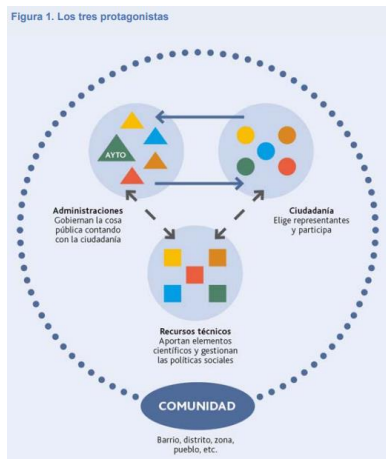 Figura 1. Los tres protagonistas
AYTO
Administraciones
Gobiernan la cosa
pública contando
con la ciudadanía
Ciudadanía
Elige representantes
y participa
Recursos técnicos
Aportan elementos
científicos y gestionan
las políticas sociales
COMUNIDAD
Barrio, distrito, zona,
pueblo, etc.